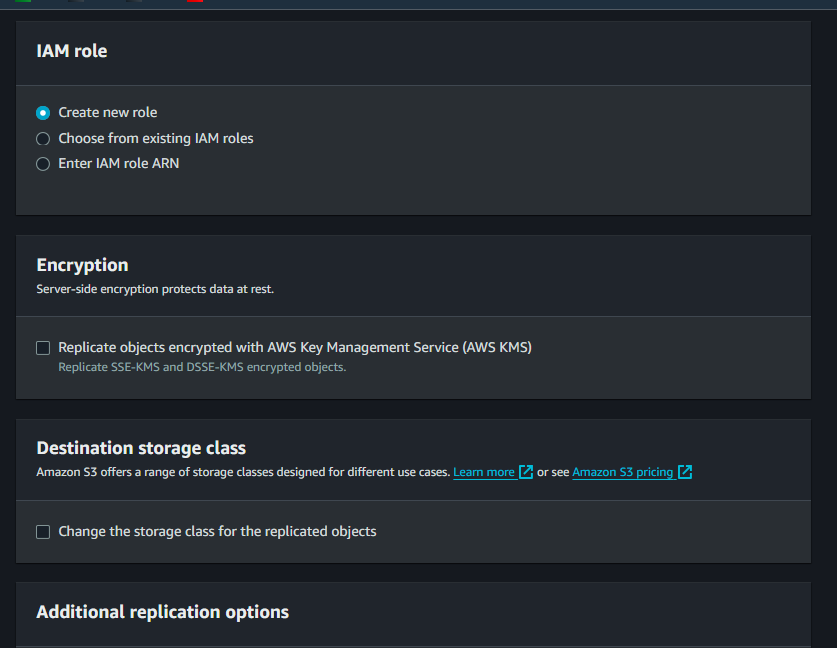 IAM role
Create new role
Choose from existing IAM roles
Enter IAM role ARN
Encryption
Server-side encryption protects data at rest.
Replicate objects encrypted with AWS Key Management Service (AWS KMS)
Replicate SSE-KMS and DSSE-KMS encrypted objects.
Destination storage class
Amazon S3 offers a range of storage classes designed for different use cases. Learn more or see Amazon S3 pricing
Change the storage class for the replicated objects
Additional replication options